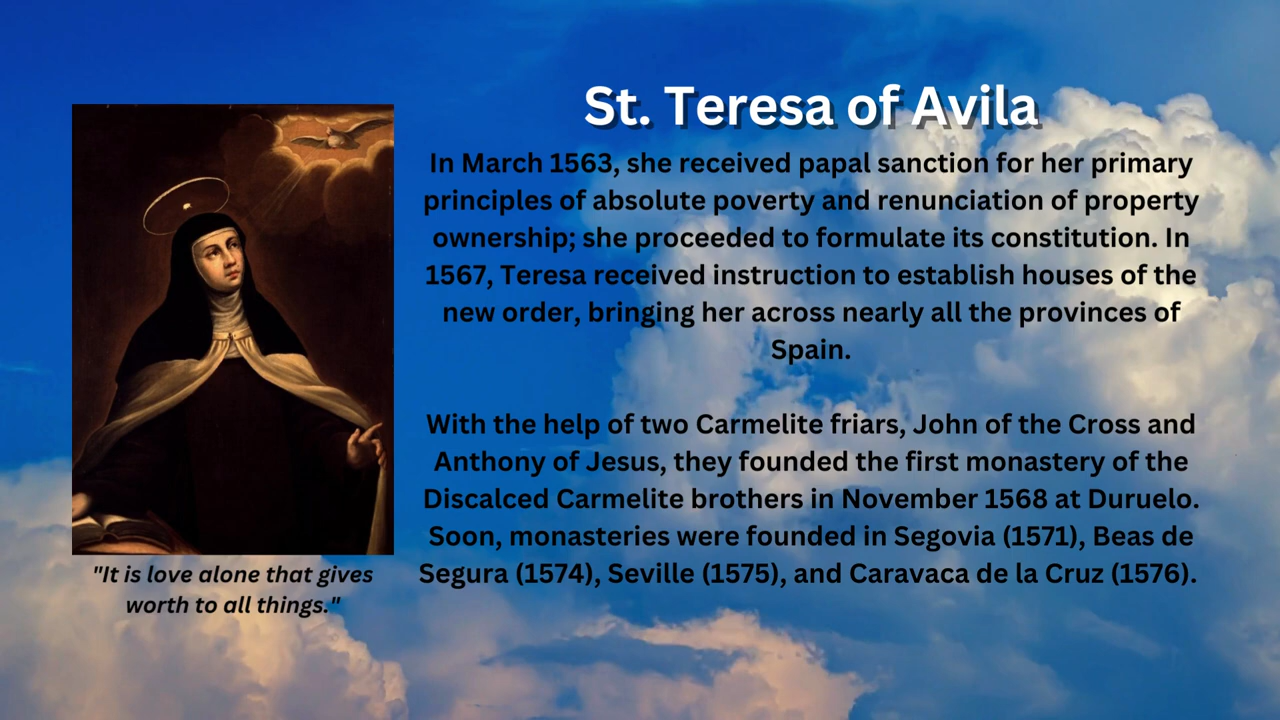 St. Teresa of Avila
In March 1563, she received papal sanction for her primary
principles of absolute poverty and renunciation of property
ownership; she proceeded to formulate its constitution. In
1567, Teresa received instruction to establish houses of the
new order, bringing her across nearly all the provinces of
Spain.
With the help of two Carmelite friars, John of the Cross and
Anthony of Jesus, they founded the first monastery of the
Discalced Carmelite brothers in November 1568 at Duruelo.
Soon, monasteries were founded in Segovia (1571), Beas de
Segura (1574), Seville (1575), and Caravaca de la Cruz (1576).
"It is love alone that gives
worth to all things."